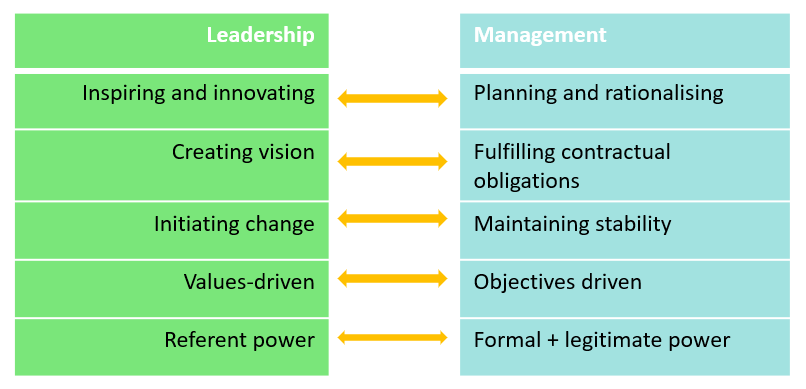 Leadership
Management
Inspiring and innovating
Planning and rationalising
Creating vision
Fulfilling contractual
obligations
Initiating change
Maintaining stability
Values-driven
Objectives driven
Referent power
Formal + legitimate power